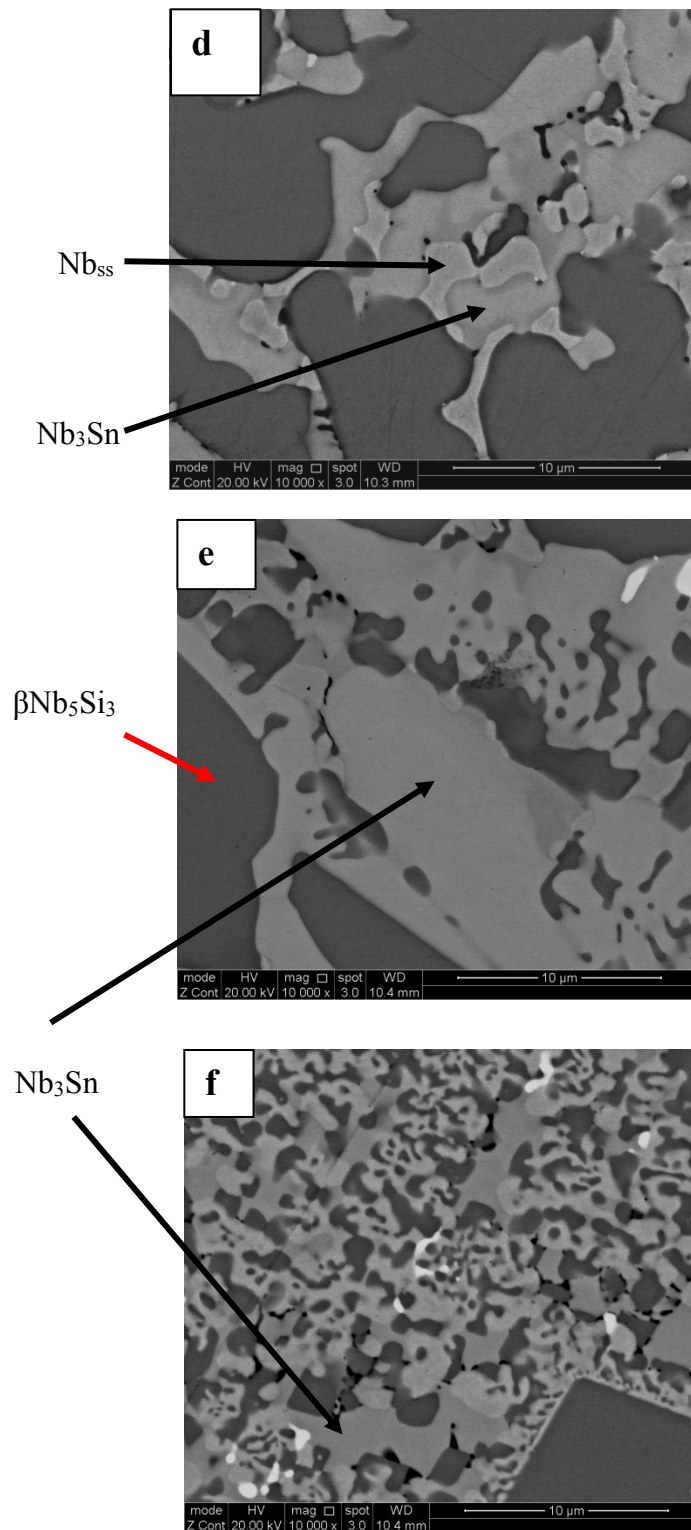 d
Nbss
Nb3Sn
mode HV mag □ spot WD
Z Cont 20.00 kV 10 000 x 3.0 10.3 mm
10 µm
e
βNb5Si3
mode HV mag □ spot WD
Z Cont 20.00 kV 10 000 x 3.0 10.4 mm
10 µm
Nb3Sn
f
mode HV mag □ spot WD
Z Cont 20.00 kV 10 000 x 3.0 10.4 mm
10 µm